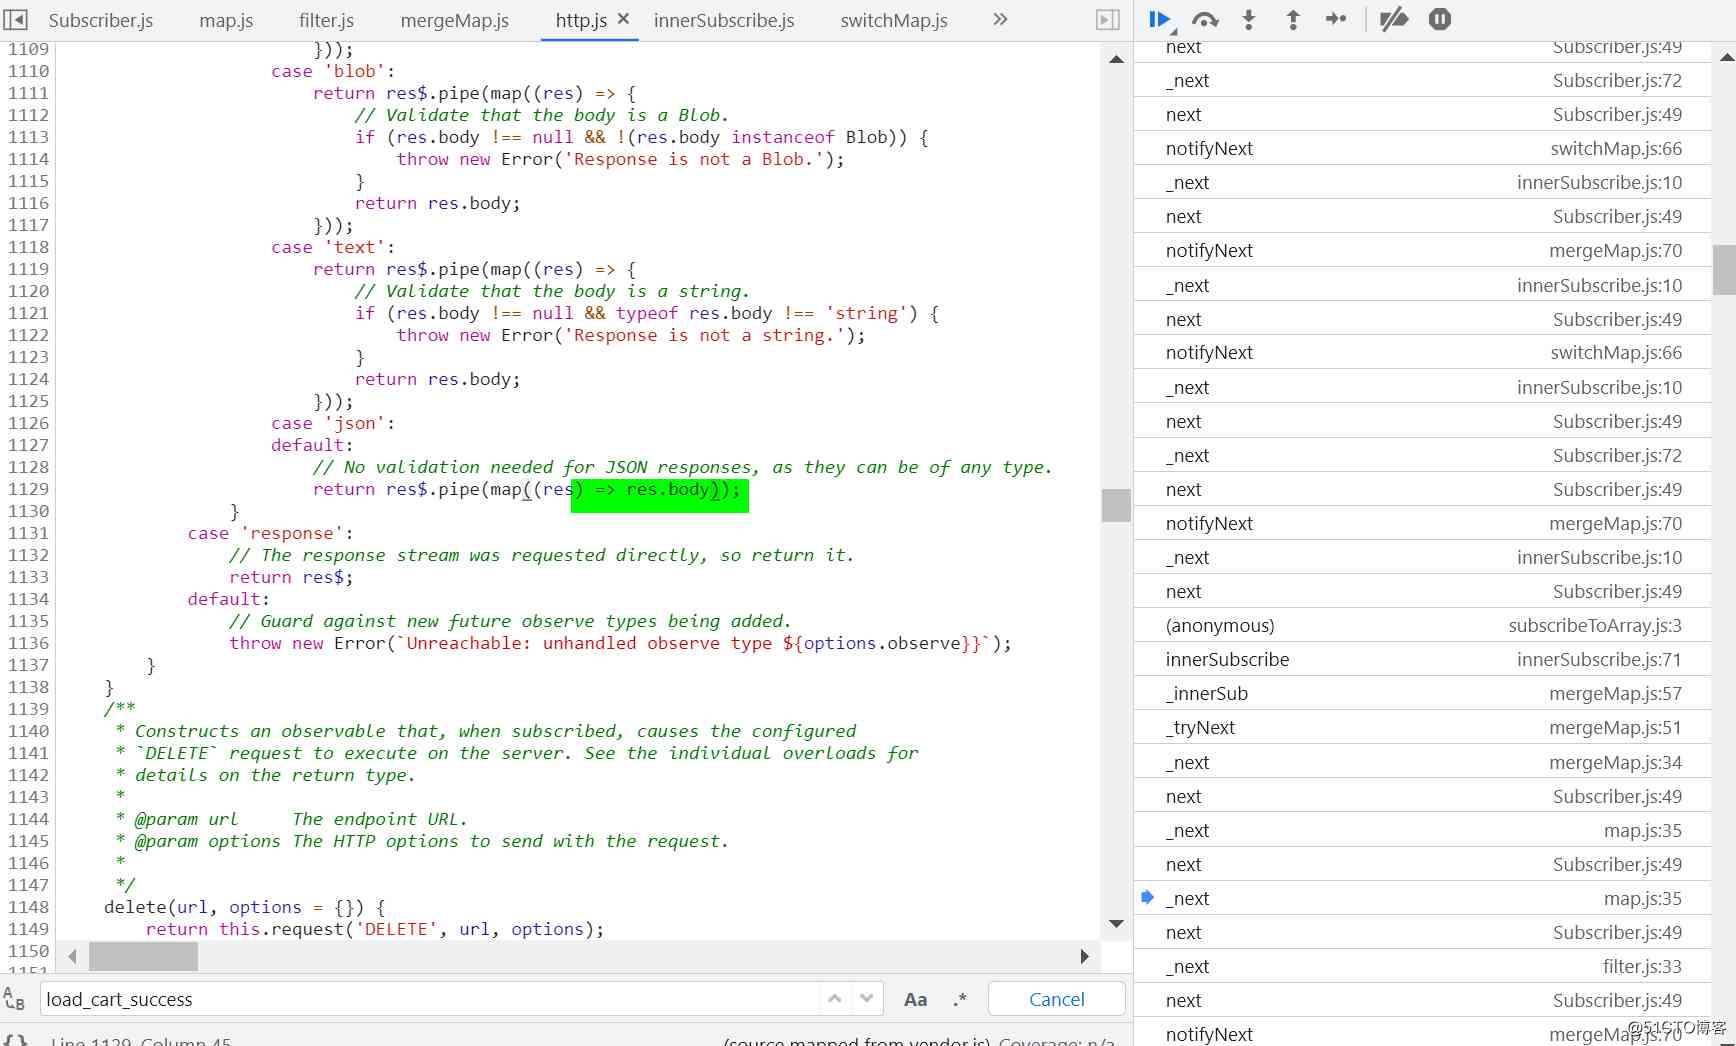 Subscriber.js map.js filter.js mergeMap.js http.js × innerSubscribe.js switchMap.js »
1109 }));
1110 case 'blob':
1111 return res$.pipe(map((res) => {
1112 // Validate that the body is a Blob.
1113 if (res.body !== null && !(res.body instanceof Blob)) {
1114 throw new Error('Response is not a Blob.');
1115 }
1116 return res.body;
1117 }));
1118 case 'text':
1119 return res$.pipe(map((res) => {
1120 // Validate that the body is a string.
1121 if (res.body !== null && typeof res.body !== 'string') {
1122 throw new Error('Response is not a string.');
1123 }
1124 return res.body;
1125 }));
1126 case 'json':
1127 default:
1128 // No validation needed for JSON responses, as they can be of any type.
1129 return res$.pipe(map((res) => res.body));
1130 }
1131 case 'response':
1132 // The response stream was requested directly, so return it.
1133 return res$;
1134 default:
1135 // Guard against new future observe types being added.
1136 throw new Error(`Unreachable: unhandled observe type ${options.observe}}`);
1137 }
1138 }
1139 /**
1140 * Constructs an observable that, when subscribed, causes the configured
1141 * `DELETE` request to execute on the server. See the individual overloads for
1142 * details on the return type.
1143 *
1144 * @param url The endpoint URL.
1145 * @param options The HTTP options to send with the request.
1146 *
1147 */
1148 delete(url, options = {}) {
1149 return this.request('DELETE', url, options);
1150
1151
load_cart_success Aa .* Cancel
{} Line 1129, Column 45 (source mapped from vendor.js) Coverage: n/a
next Subscriber.js:49
_next Subscriber.js:72
next Subscriber.js:49
notifyNext switchMap.js:66
_next innerSubscribe.js:10
next Subscriber.js:49
notifyNext mergeMap.js:70
_next innerSubscribe.js:10
next Subscriber.js:49
notifyNext switchMap.js:66
_next innerSubscribe.js:10
next Subscriber.js:49
_next Subscriber.js:72
next Subscriber.js:49
notifyNext mergeMap.js:70
_next innerSubscribe.js:10
next Subscriber.js:49
(anonymous) subscribeToArray.js:3
innerSubscribe innerSubscribe.js:71
_innerSub mergeMap.js:57
_tryNext mergeMap.js:51
_next mergeMap.js:34
next Subscriber.js:49
_next map.js:35
next Subscriber.js:49
_next map.js:35
next Subscriber.js:49
_next filter.js:33
next Subscriber.js:49
notifyNext mergeMap.js:70
@51CTO博客